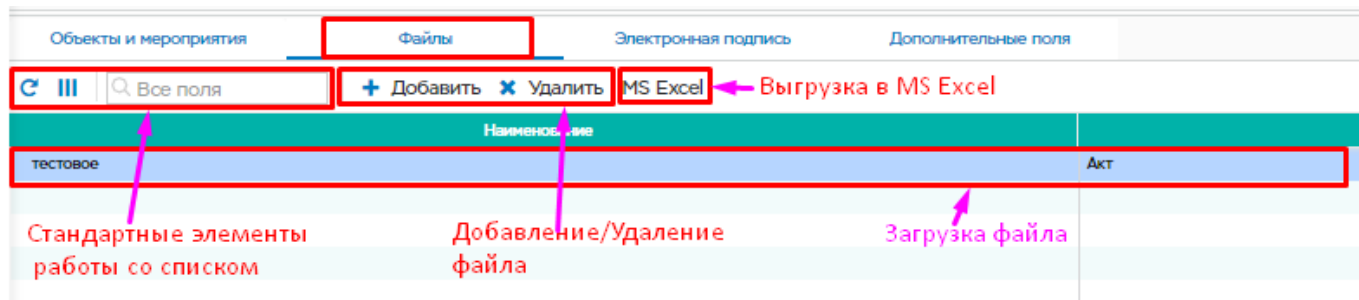 Объекты и мероприятия Файлы Электронная подпись Дополнительные поля
Все поля Добавить Удалить MS Excel Выгрузка в MS Excel
Наименование
тестовое Акт
Стандартные элементы Добавление/Удаление Загрузка файла
работы со списком файла